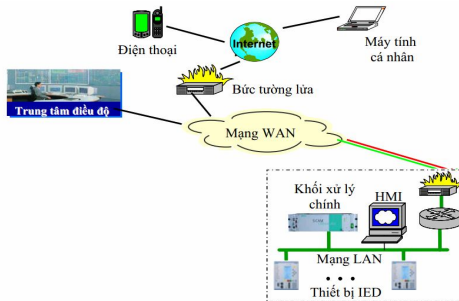 Internet
Điện thoại
Máy tính
cá nhân
Bức tường lửa
Trung tâm điều độ
Mạng WAN
Khối xử lý
chính
HMI
Mạng LAN
Thiết bị IED